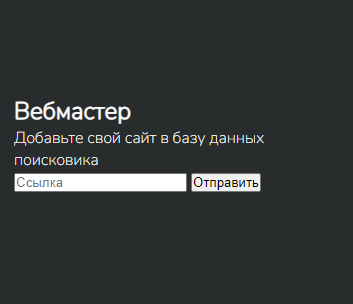 Вебмастер
Добавьте свой сайт в базу данных
поисковика
Ссылка Отправить